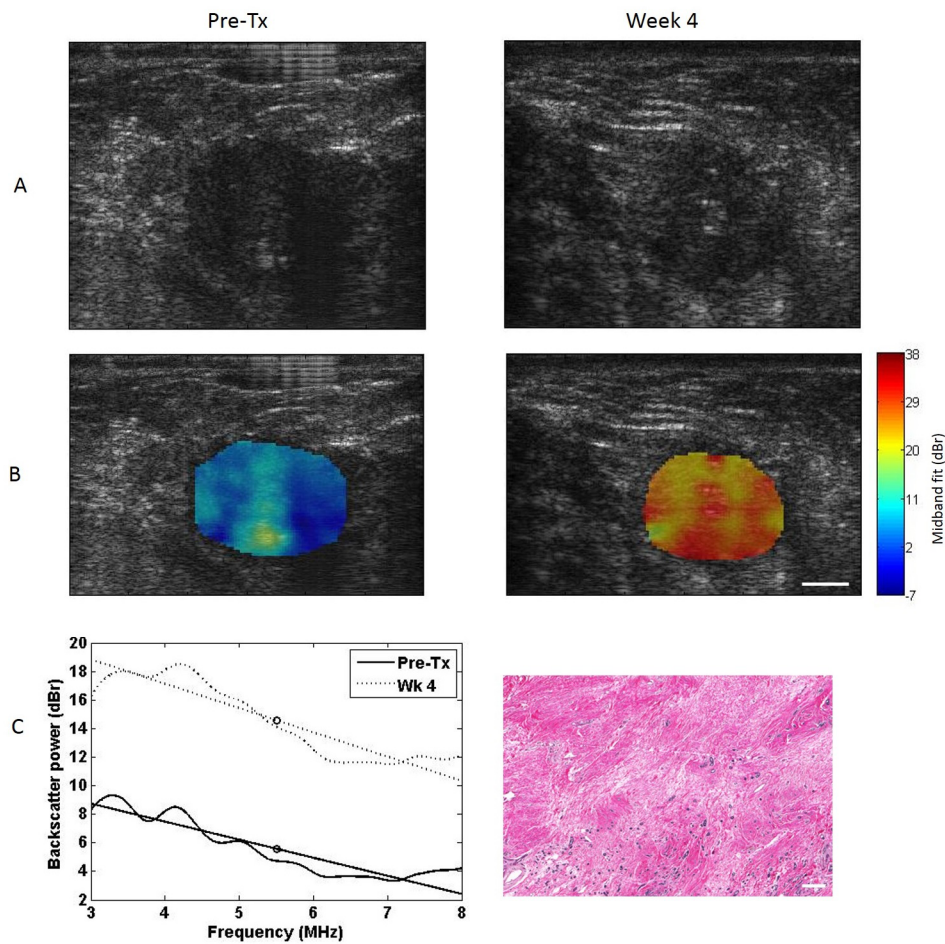 Pre-Tx
Week 4
A
B
38
29
20
11
2
-7
Midband fit (dBr)
C
20
18
16
14
12
10
8
6
4
2
Backscatter power (dBr)
Pre-Tx
Wk 4
3
4
5
6
7
8
Frequency (MHz)